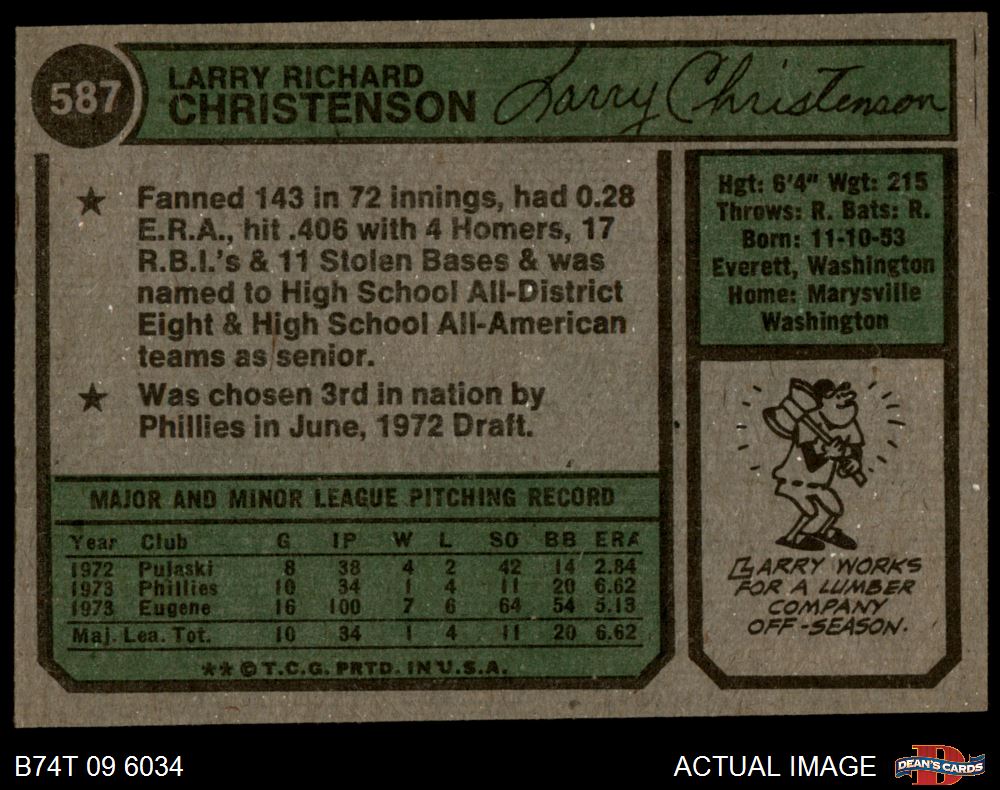 587
LARRY RICHARD
CHRISTENSON
Larry Christenson
★ Fanned 143 in 72 innings, had 0.28
E.R.A., hit .406 with 4 Homers, 17
R.B.I.'s & 11 Stolen Bases & was
named to High School All-District
Eight & High School All-American
teams as senior.
★ Was chosen 3rd in nation by
Phillies in June, 1972 Draft.
MAJOR AND MINOR LEAGUE PITCHING RECORD
Year Club G IP W L SO BB ERA
1972 Pulaski 8 38 4 2 42 14 2.84
1973 Phillies 10 34 1 4 11 20 6.62
1973 Eugene 16 100 7 6 64 54 5.13
Maj. Lea. Tot. 10 34 1 4 11 20 6.62
** © T.C.G. PRTD. IN U.S.A.
Hgt: 6'4" Wgt: 215
Throws: R. Bats: R.
Born: 11-10-53
Everett, Washington
Home: Marysville
Washington
LARRY WORKS
FOR A LUMBER
COMPANY
OFF-SEASON.
B74T 09 6034
ACTUAL IMAGE
DEAN'S CARDS